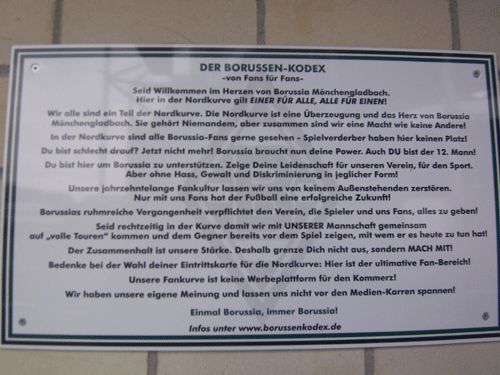 DER BORUSSEN-KODEX
-von Fans für Fans-
Seid Willkommen im Herzen von Borussia Mönchengladbach.
Hier in der Nordkurve gilt EINER FÜR ALLE, ALLE FÜR EINEN!
Wir alle sind ein Teil der Nordkurve. Die Nordkurve ist eine Überzeugung und das Herz von Borussia
Mönchengladbach. Sie gehört Niemandem, aber zusammen sind wir eine Macht wie keine Andere!
In der Nordkurve sind alle Borussia-Fans gerne gesehen - Spielverderber haben hier keinen Platz!
Du bist schlecht drauf? Jetzt nicht mehr! Borussia braucht nun deine Power. Auch DU bist der 12. Mann!
Du bist hier um Borussia zu unterstützen. Zeige Deine Leidenschaft für unseren Verein, für den Sport.
Aber ohne Hass, Gewalt und Diskriminierung in jeglicher Form!
Unsere jahrzehntelange Fankultur lassen wir uns von keinem Außenstehenden zerstören.
Nur mit uns Fans hat der Fußball eine erfolgreiche Zukunft!
Borussias ruhmreiche Vergangenheit verpflichtet den Verein, die Spieler und uns Fans, alles zu geben!
Seid rechtzeitig in der Kurve damit wir mit UNSERER Mannschaft gemeinsam
auf „volle Touren" kommen und dem Gegner bereits vor dem Spiel zeigen, mit wem er es heute zu tun hat!
Der Zusammenhalt ist unsere Stärke. Deshalb grenze Dich nicht aus, sondern MACH MIT!
Bedenke bei der Wahl deiner Eintrittskarte für die Nordkurve: Hier ist der ultimative Fan-Bereich!
Unsere Fankurve ist keine Werbeplattform für den Kommerz!
Wir haben unsere eigene Meinung und lassen uns nicht vor den Medien-Karren spannen!
Einmal Borussia, immer Borussia!
Infos unter www.borussenkodex.de